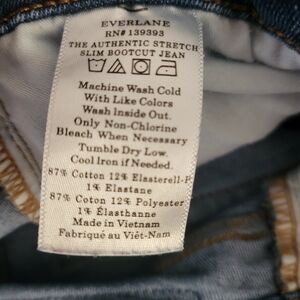 EVERLANE
RN# 139393
THE AUTHENTIC STRETCH
SLIM BOOTCUT JEAN
Machine Wash Cold
With Like Colors
Wash Inside Out.
Only Non-Chlorine
Bleach When Necessary
Tumble Dry Low.
Cool Iron if Needed.
87% Cotton 12% Elasterell-P
1% Elastane
87% Coton 12% Polyester
1% Élasthanne
Made in Vietnam
Fabriqué au Viêt-Nam